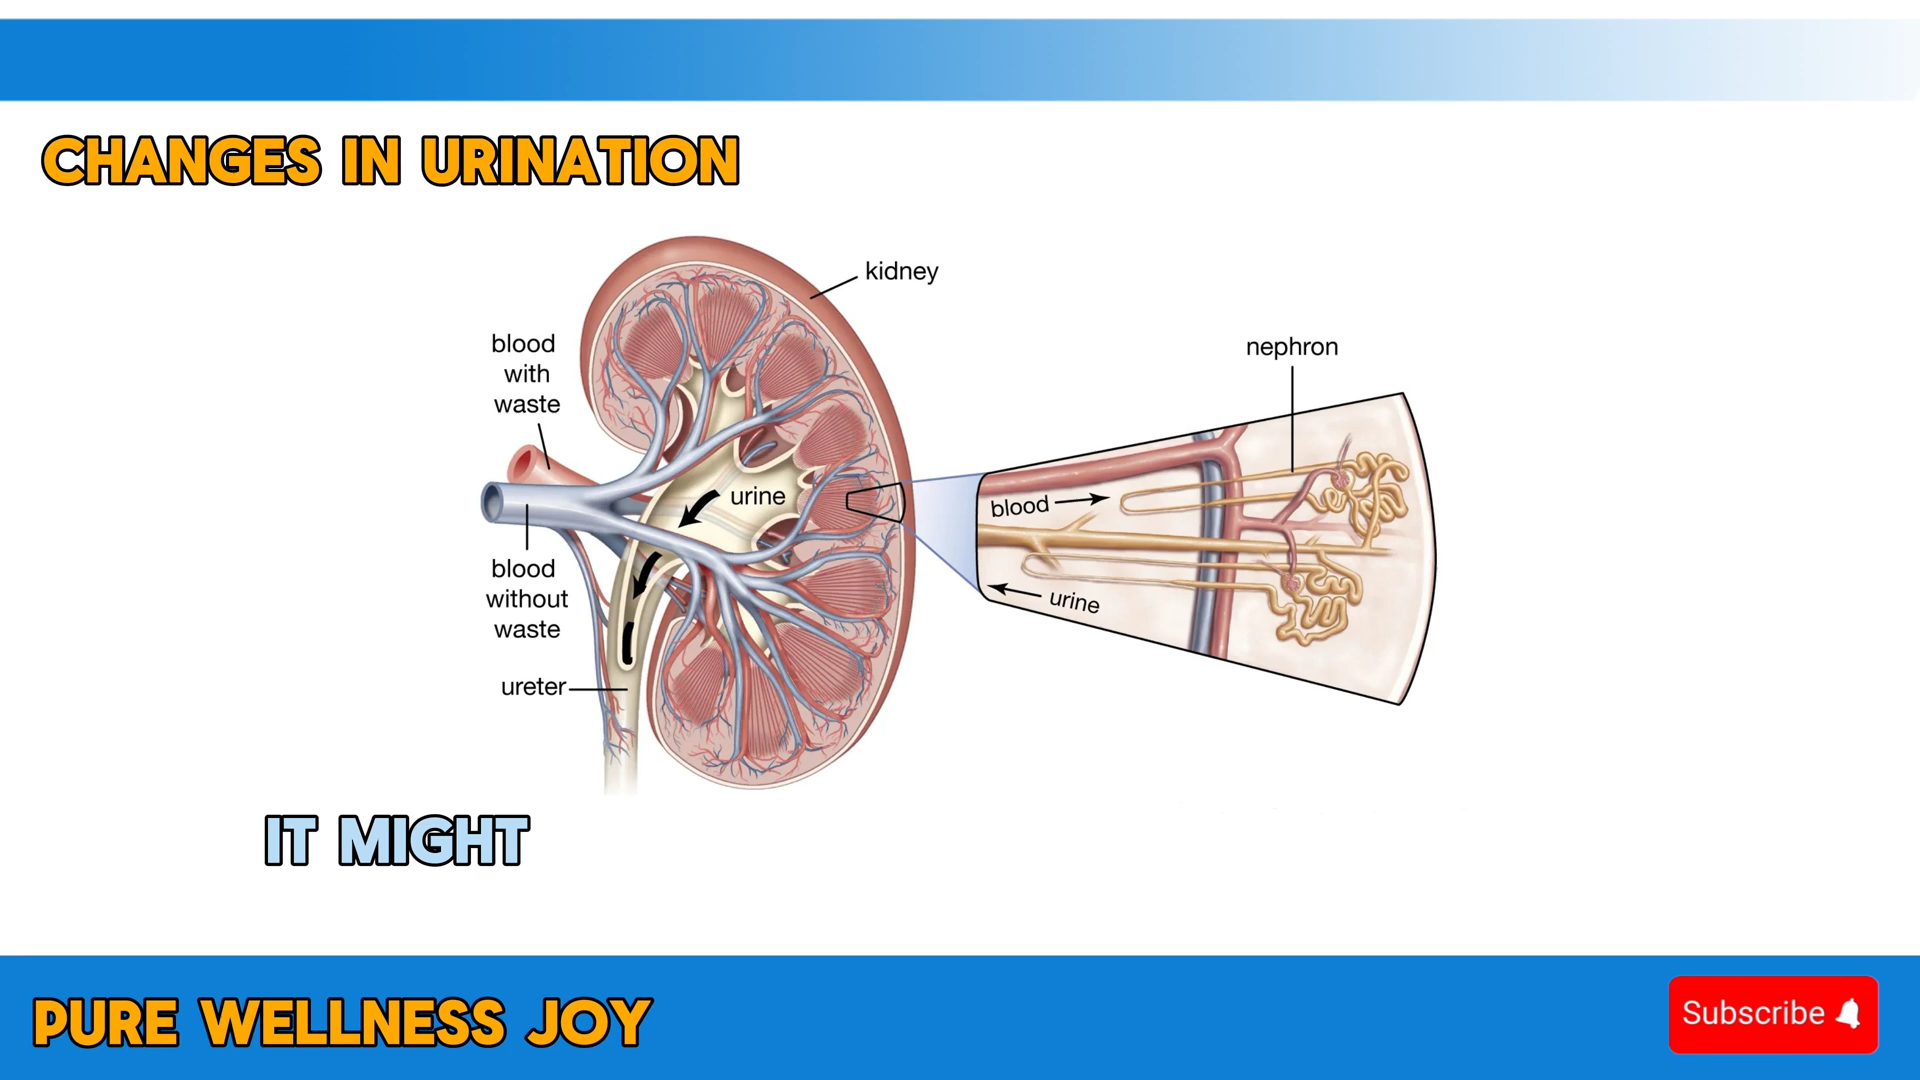 CHANGES IN URINATION
kidney
nephron
blood
with
waste
urine
blood
urine
blood
without
waste
ureter
IT MIGHT
PURE WELLNESS JOY
Subscribe